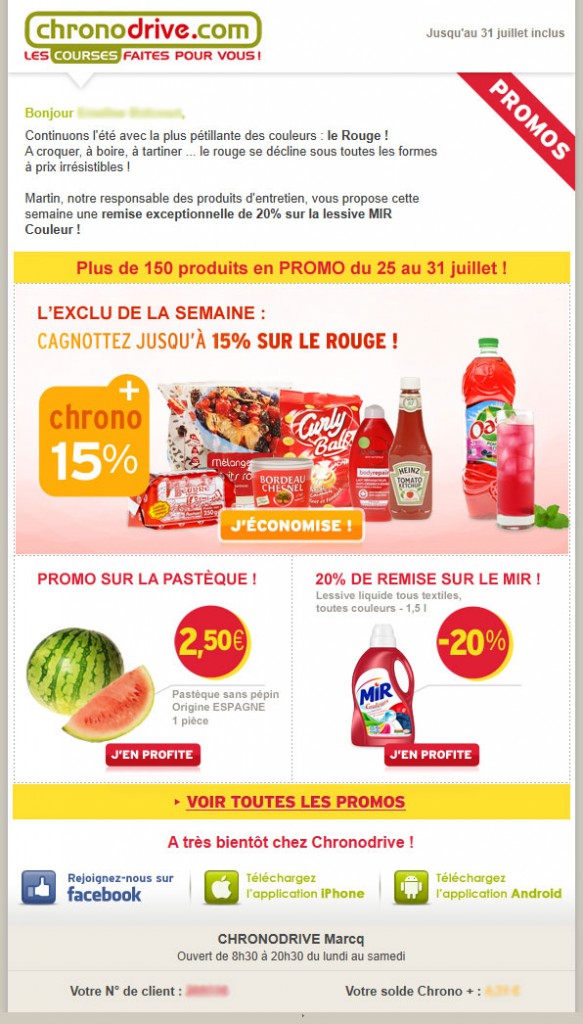 chronodrive.com
LES COURSES FAITES POUR VOUS !
Jusqu'au 31 juillet inclus
PROMOS
Bonjour
Continuons l'été avec la plus pétillante des couleurs : le Rouge !
A croquer, à boire, à tartiner ... le rouge se décline sous toutes les formes
à prix irrésistibles !
Martin, notre responsable des produits d'entretien, vous propose cette
semaine une remise exceptionnelle de 20% sur la lessive MIR
Couleur !
Plus de 150 produits en PROMO du 25 au 31 juillet !
L'EXCLU DE LA SEMAINE :
CAGNOTTEZ JUSQU'À 15% SUR LE ROUGE !
+
chrono
15%
Mélange
Curly
Balls
BORDEAU
CHESNEL
bodyrepair
HEINZ
TOMATO
KETCHUP
Oa
J'ÉCONOMISE !
PROMO SUR LA PASTÈQUE !
2,50€
Pastèque sans pépin
Origine ESPAGNE
1 pièce
J'EN PROFITE
20% DE REMISE SUR LE MIR !
Lessive liquide tous textiles,
toutes couleurs - 1,5 l
-20%
MiR
Couleurs
J'EN PROFITE
VOIR TOUTES LES PROMOS
A très bientôt chez Chronodrive !
Rejoignez-nous sur
facebook
Téléchargez
l'application iPhone
Téléchargez
l'application Android
CHRONODRIVE Marcq
Ouvert de 8h30 à 20h30 du lundi au samedi
Votre N° de client :
Votre solde Chrono + :